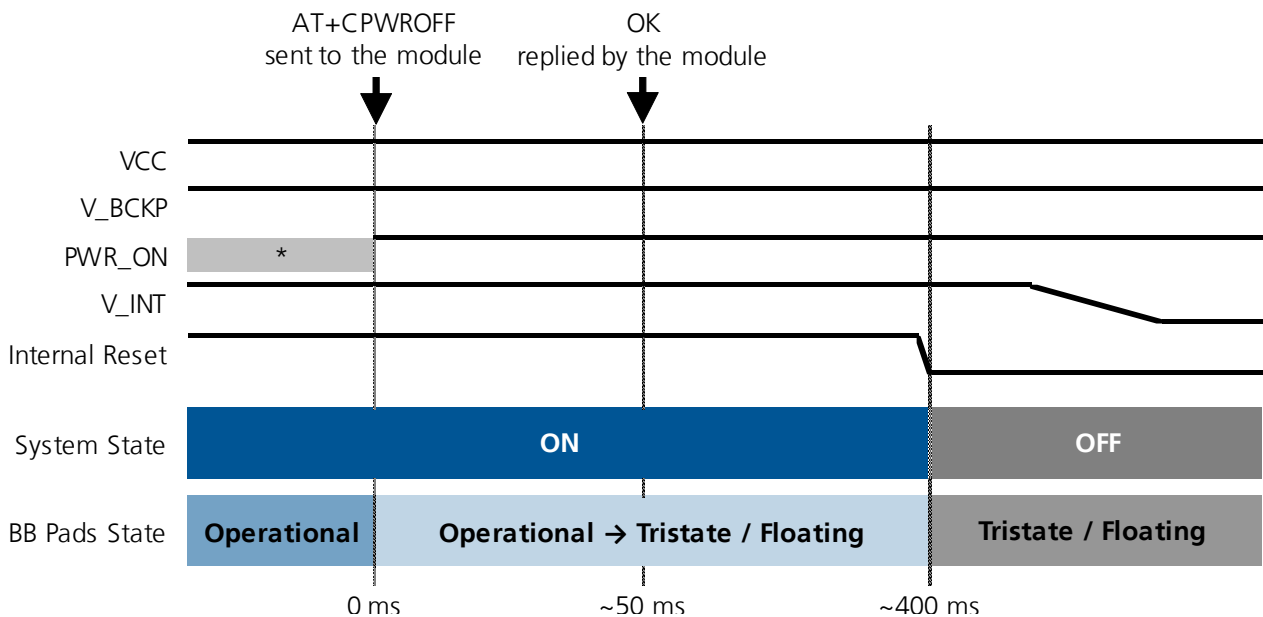 AT+CPWROFF
sent to the module
OK
replied by the module
VCC
V_BCKP
PWR_ON
*
V_INT
Internal Reset
System State
ON
OFF
BB Pads State
Operational
Operational → Tristate / Floating
Tristate / Floating
0 ms
~50 ms
~400 ms